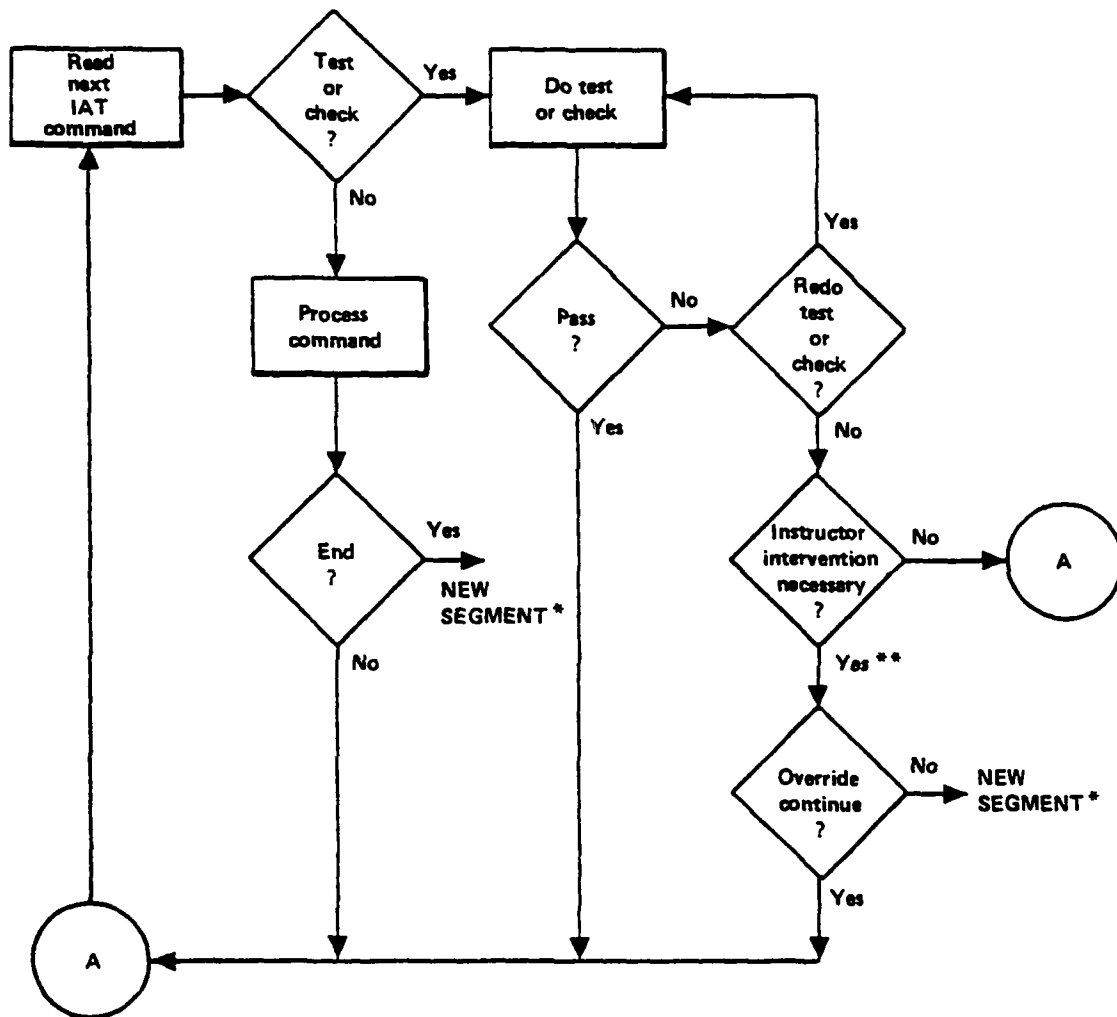 Read
next
IAT
command
Test
or
check
?
Yes
No
Do test
or check
Process
command
Pass
?
No
Yes
Redo
test
or
check
?
Yes
No
End
?
Yes
NEW
SEGMENT*
No
Instructor
intervention
necessary
?
No
A
Yes**
Override
continue
?
No
NEW
SEGMENT*
Yes
A